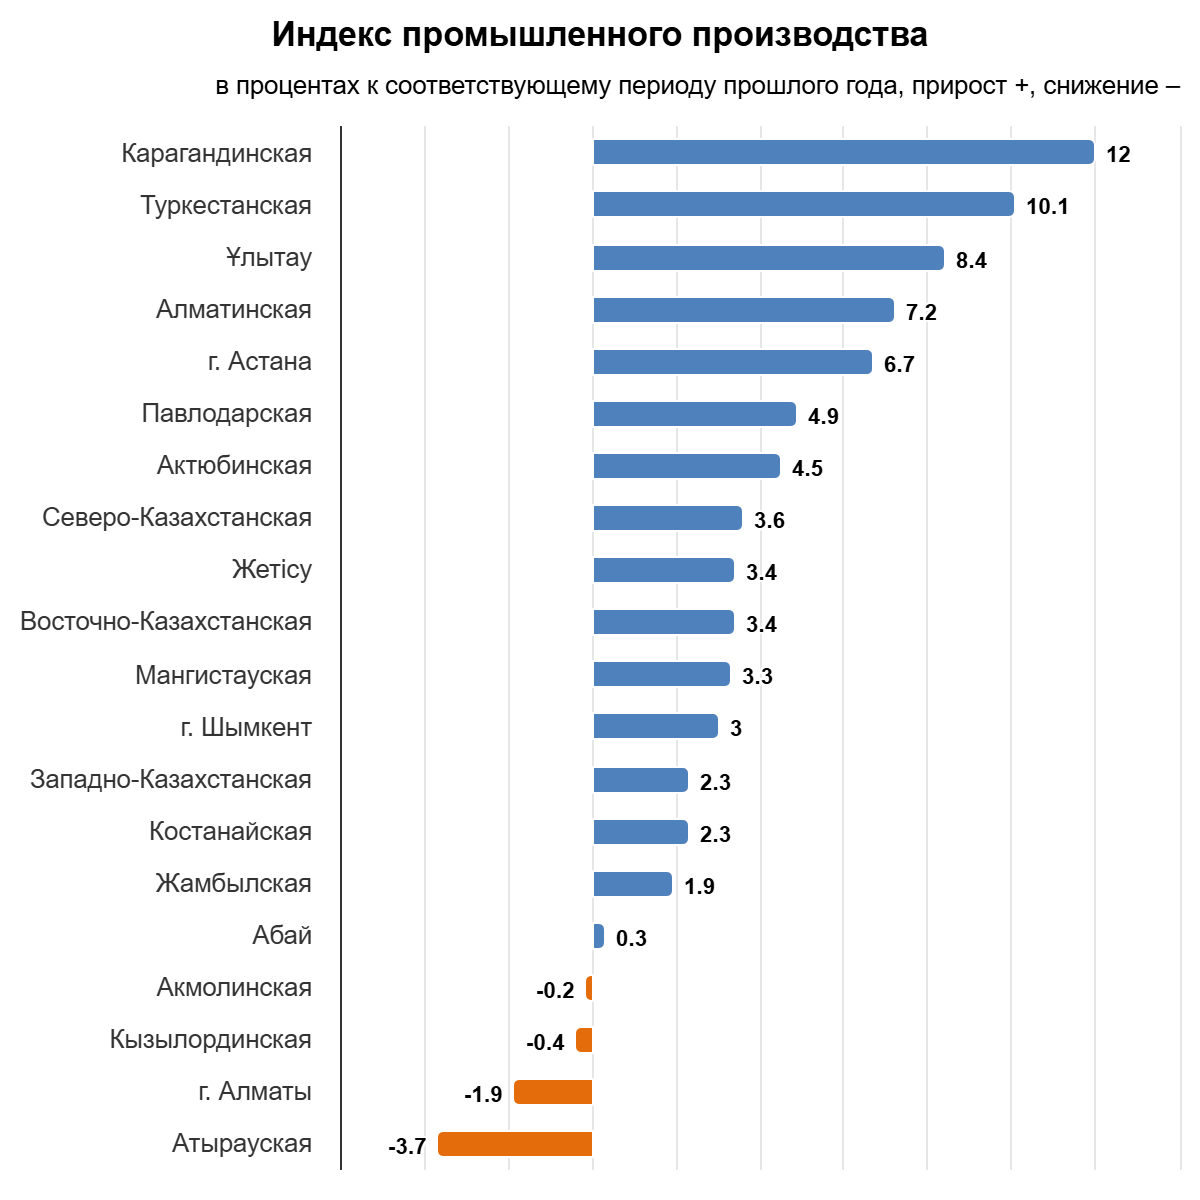 Индекс промышленного производства
в процентах к соответствующему периоду прошлого года, прирост +, снижение –
Карагандинская 12
Туркестанская 10.1
Ұлытау 8.4
Алматинская 7.2
г. Астана 6.7
Павлодарская 4.9
Актюбинская 4.5
Северо-Казахстанская 3.6
Жетісу 3.4
Восточно-Казахстанская 3.4
Мангистауская 3.3
г. Шымкент 3
Западно-Казахстанская 2.3
Костанайская 2.3
Жамбылская 1.9
Абай 0.3
Акмолинская -0.2
Кызылординская -0.4
г. Алматы -1.9
Атырауская -3.7